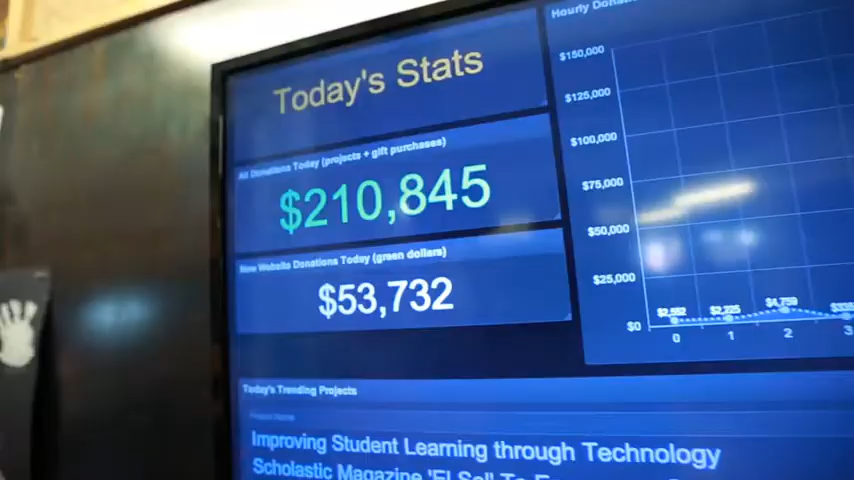 Today's Stats
All Donations Today (projects + gift purchases)
$210,845
New Website Donations Today (green dollars)
$53,732
Hourly
$150,000
$125,000
$100,000
$75,000
$50,000
$25,000
$0
$2,552 $2,225 $4,759
0 1 2 3
Today's Trending Projects
Project Name
Improving Student Learning through Technology
Scholastic Magazine 'El Sol' To